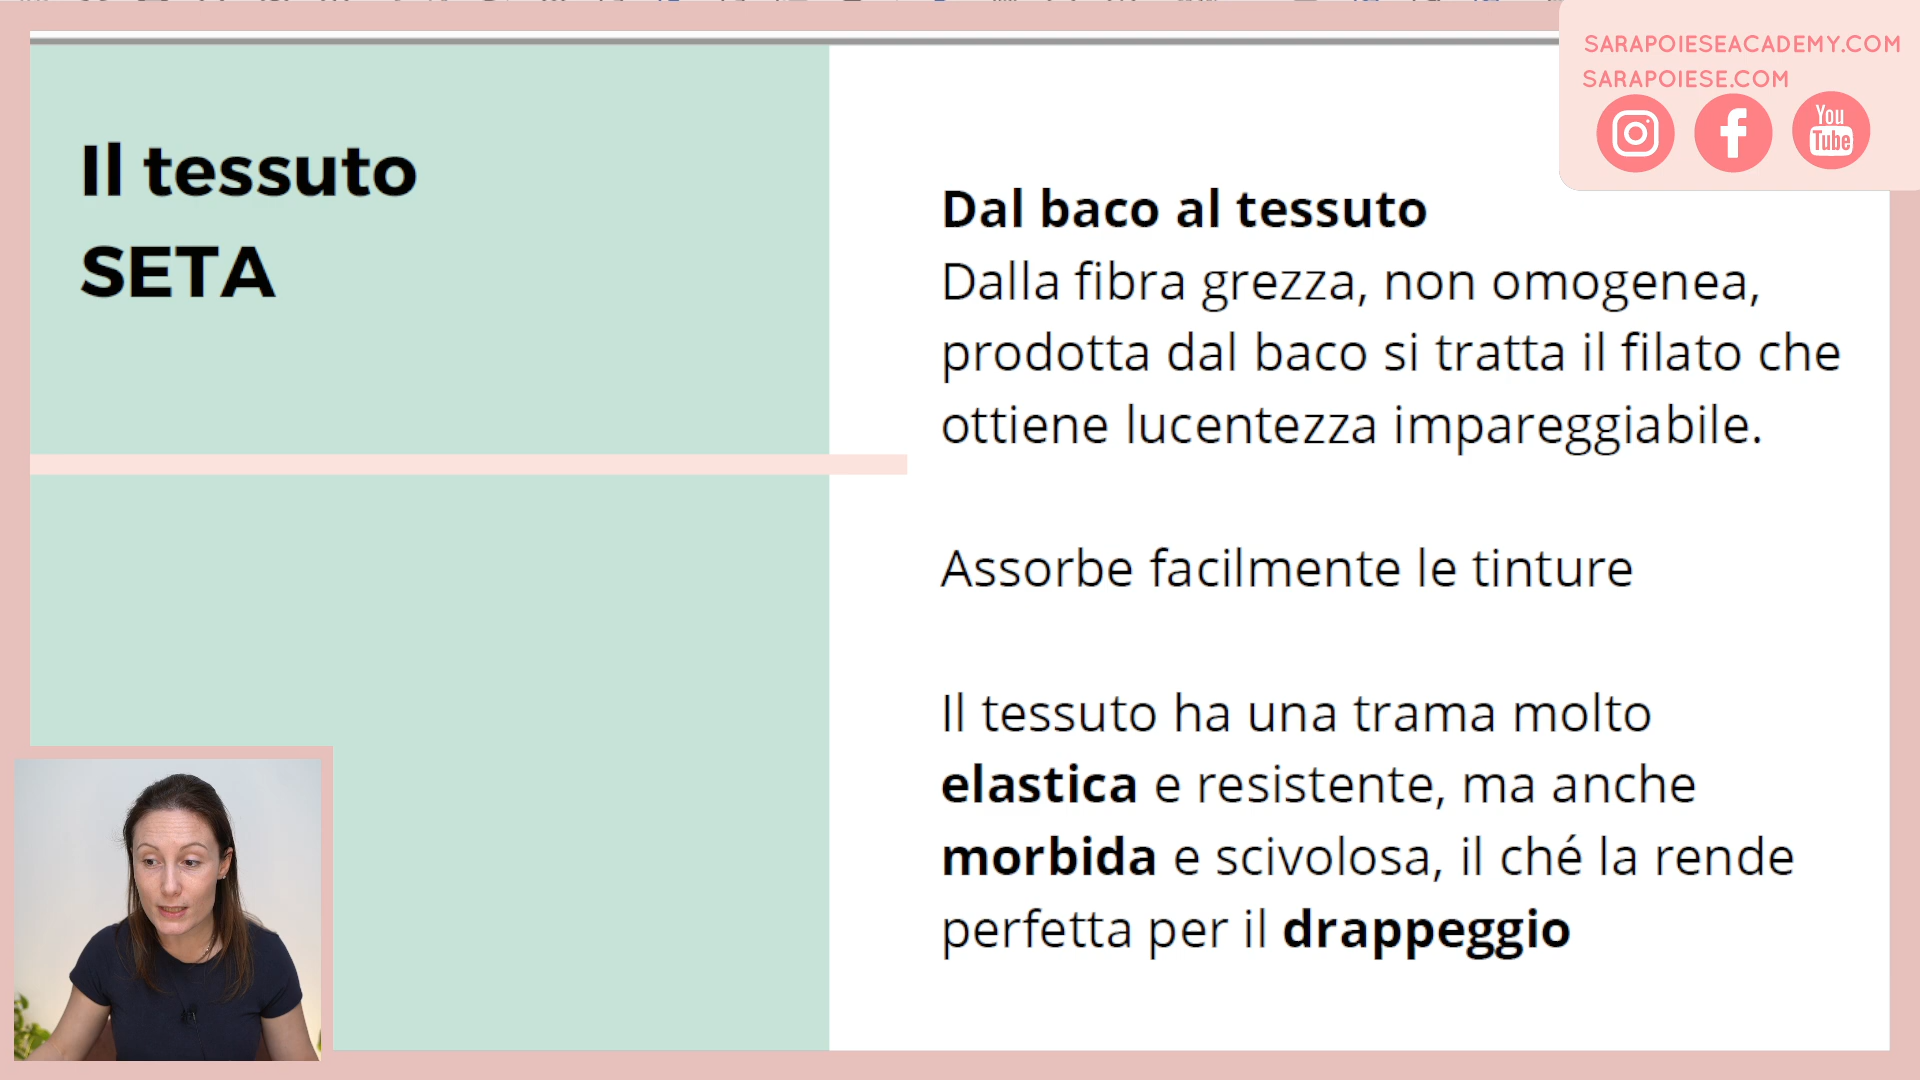 SARAPOIESEACADEMY.COM
SARAPOIESE.COM
You
Tube
Il tessuto
SETA
Dal baco al tessuto
Dalla fibra grezza, non omogenea,
prodotta dal baco si tratta il filato che
ottiene lucentezza impareggiabile.
Assorbe facilmente le tinture
Il tessuto ha una trama molto
elastica e resistente, ma anche
morbida e scivolosa, il ché la rende
perfetta per il drappeggio